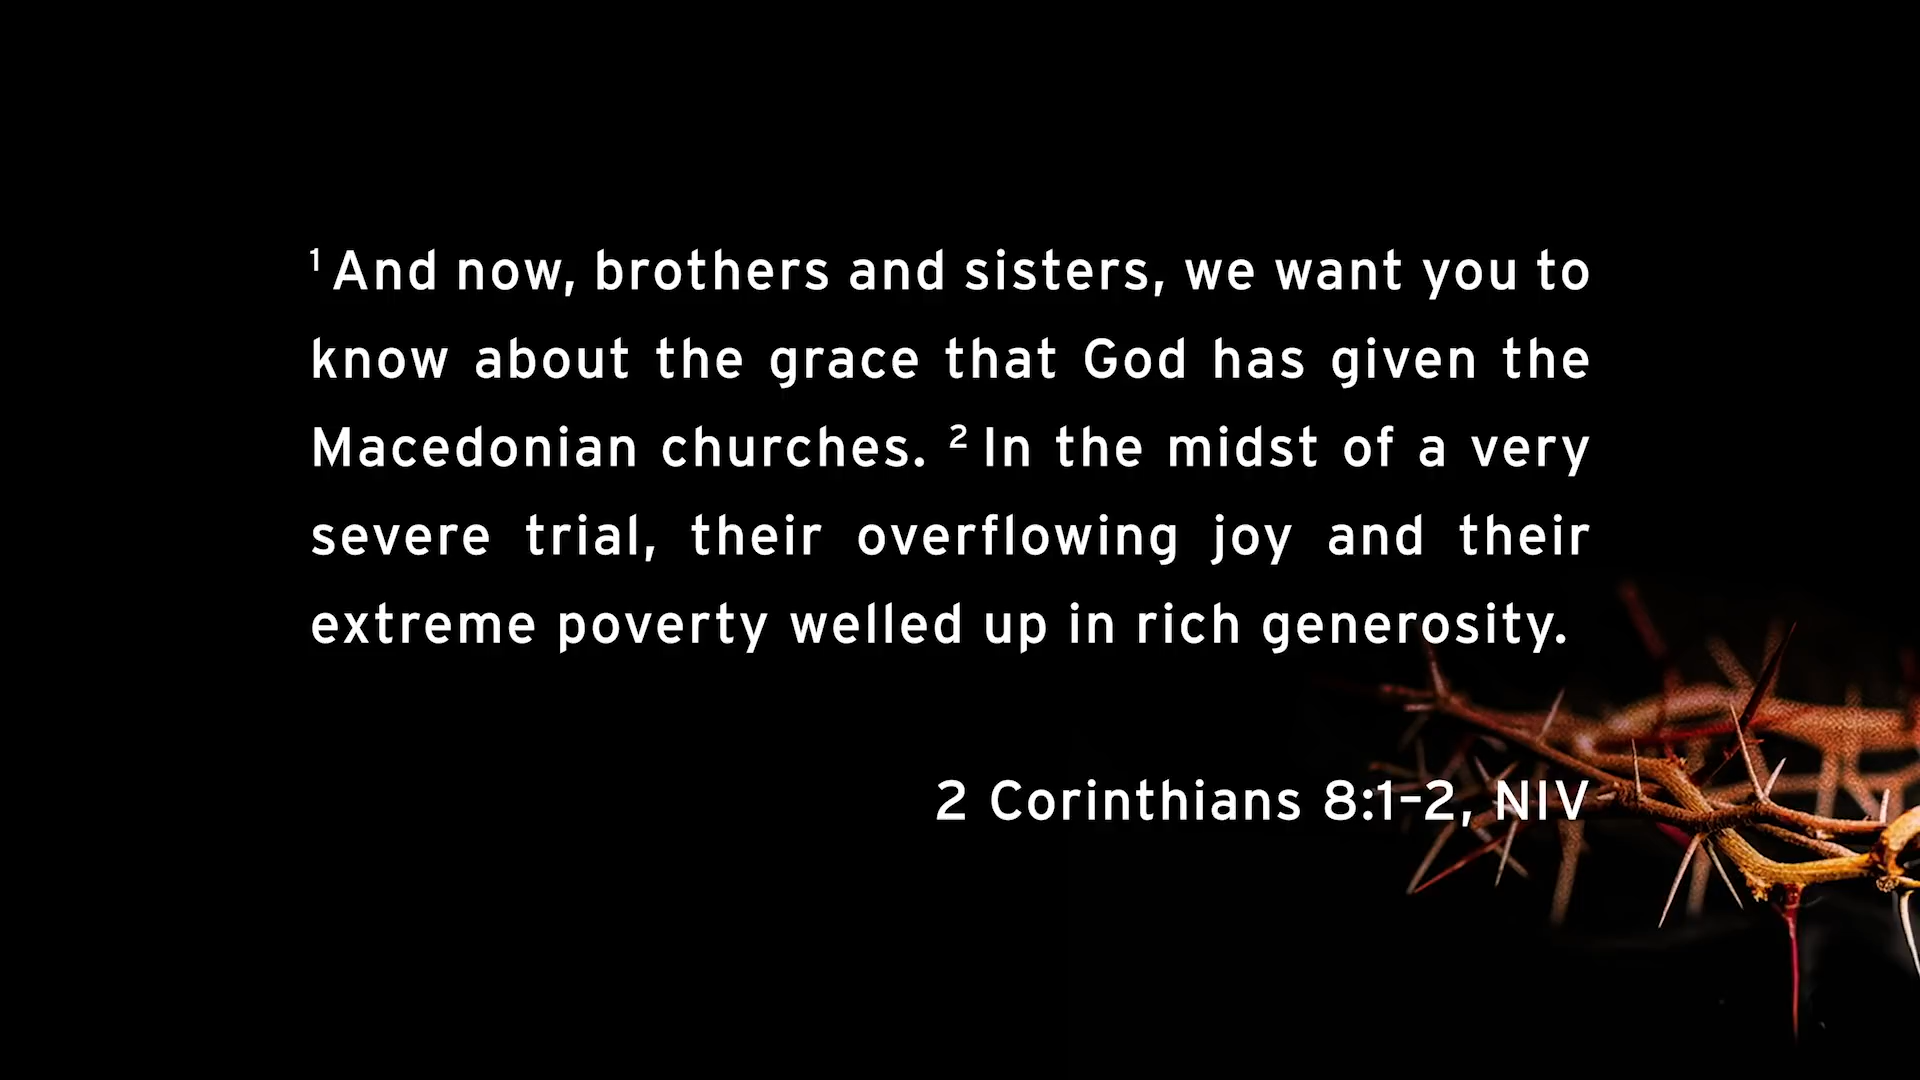 ¹ And now, brothers and sisters, we want you to
know about the grace that God has given the
Macedonian churches. ² In the midst of a very
severe trial, their overflowing joy and their
extreme poverty welled up in rich generosity.
2 Corinthians 8:1–2, NIV